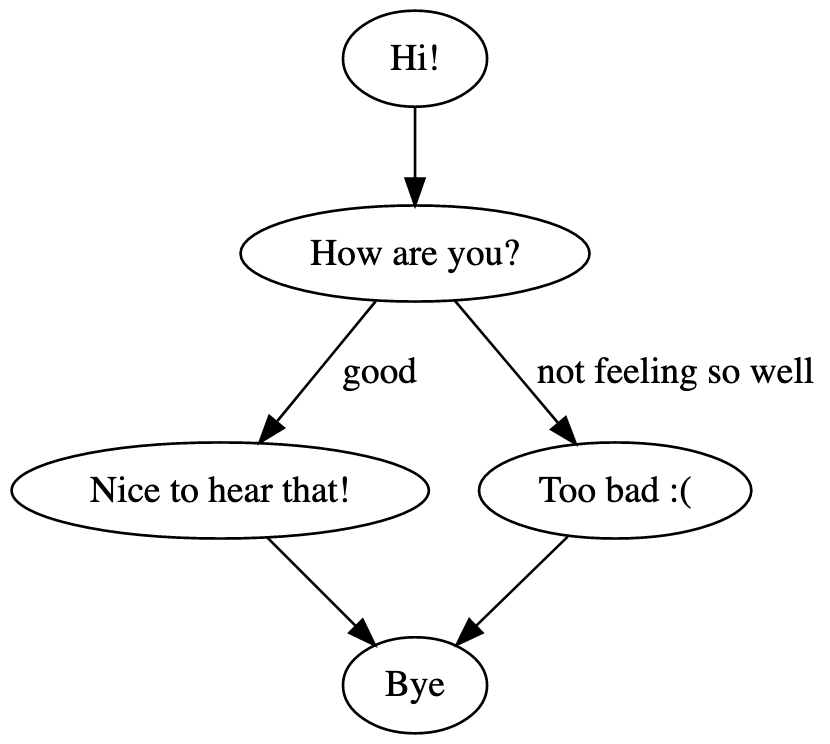 Hi!
How are you?
good
not feeling so well
Nice to hear that!
Too bad :(
Bye